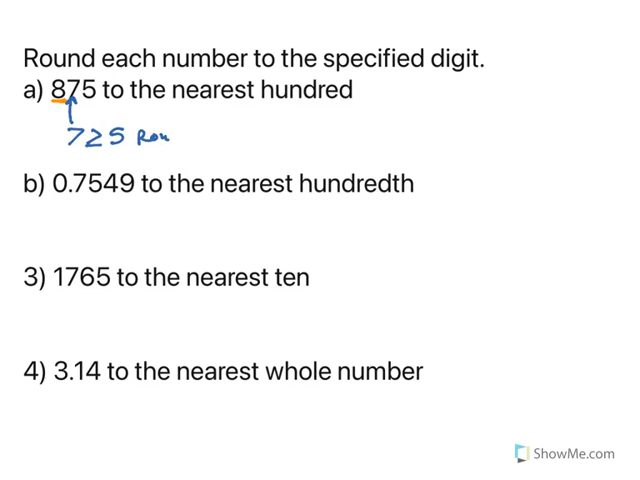 Round each number to the specified digit.
a) 875 to the nearest hundred
7≥5 Rou
b) 0.7549 to the nearest hundredth
3) 1765 to the nearest ten
4) 3.14 to the nearest whole number
ShowMe.com